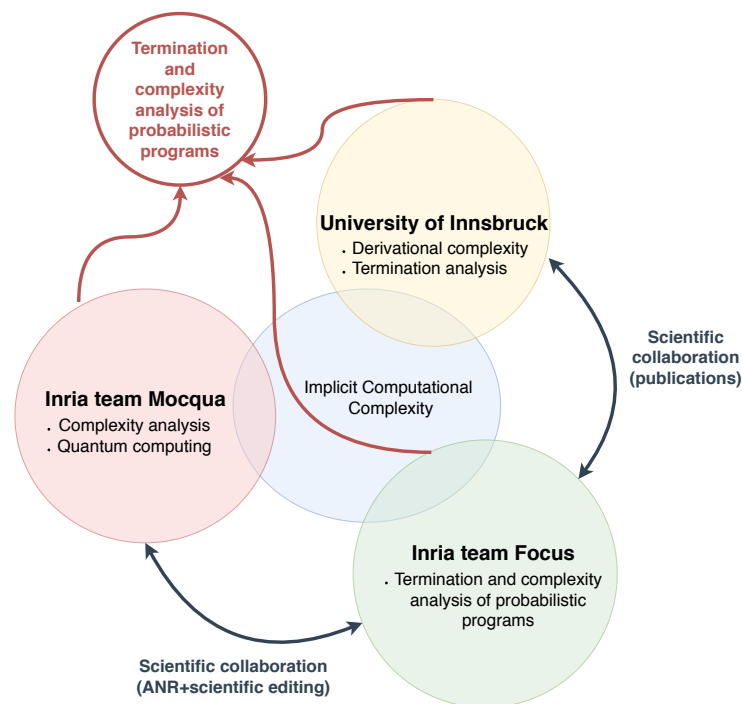 Termination
and
complexity
analysis of
probabilistic
programs
University of Innsbruck
. Derivational complexity
. Termination analysis
Scientific
collaboration
(publications)
Implicit Computational
Complexity
Inria team Mocqua
. Complexity analysis
. Quantum computing
Inria team Focus
. Termination and complexity
analysis of probabilistic
programs
Scientific collaboration
(ANR+scientific editing)